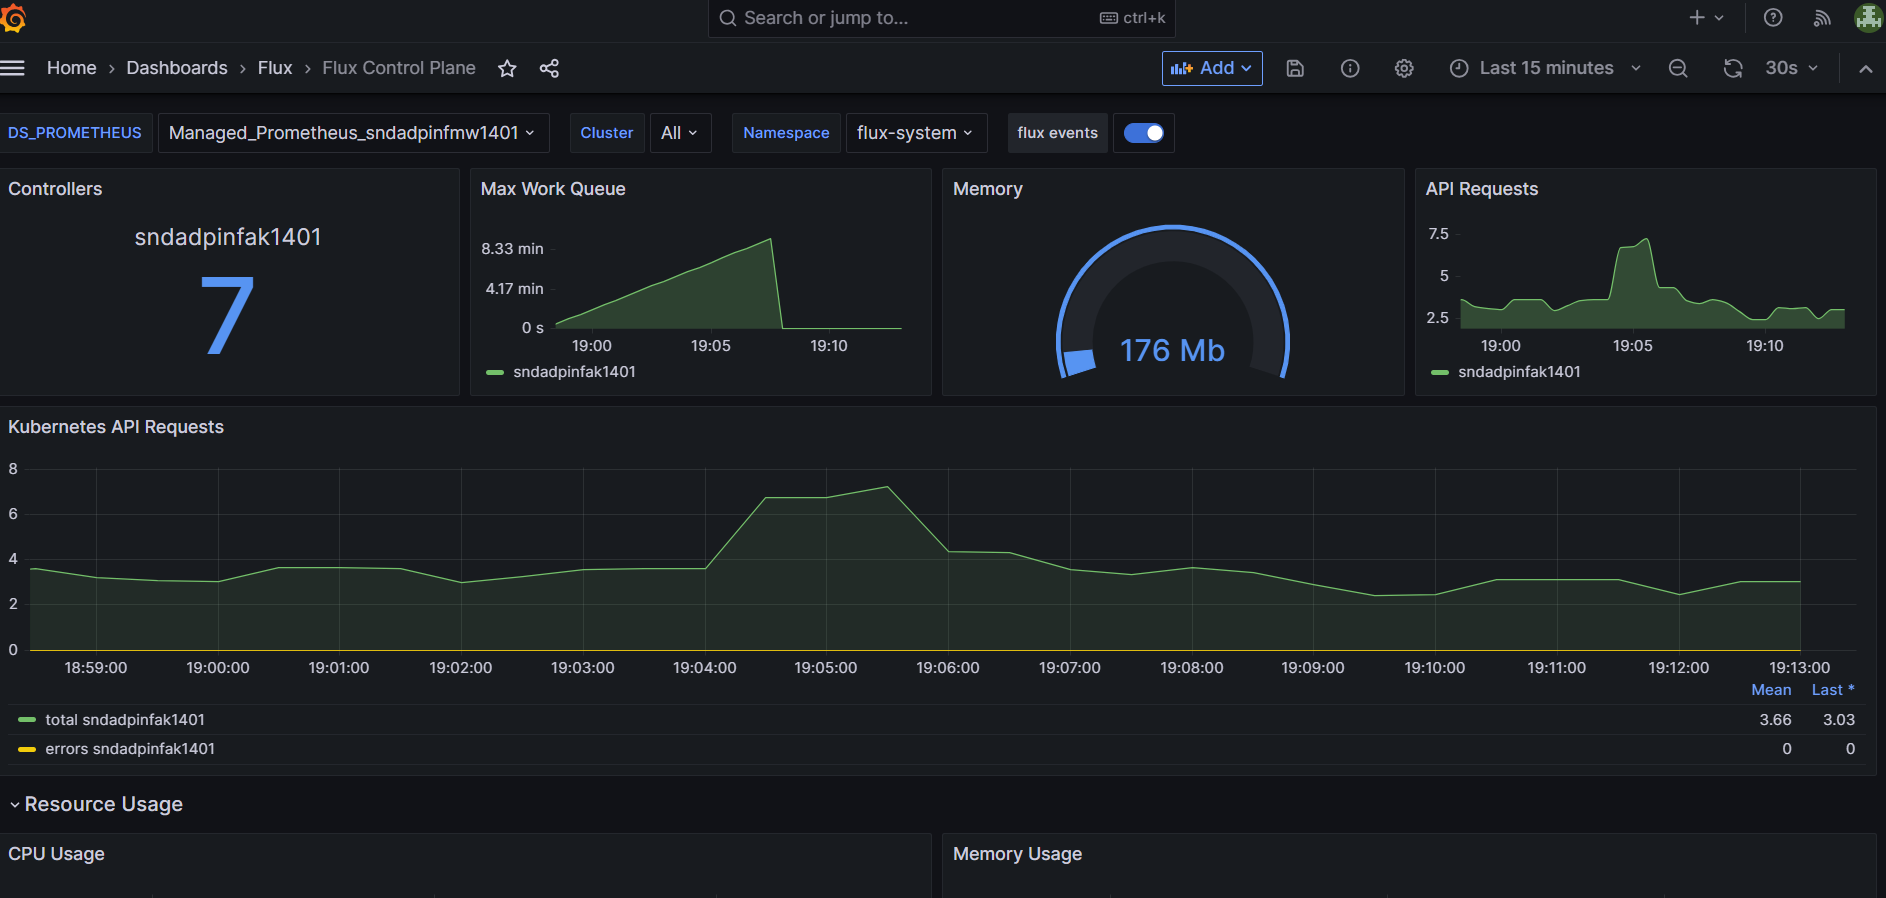 Search or jump to... ctrl+k
Home › Dashboards › Flux › Flux Control Plane
Add
Last 15 minutes
30s
DS_PROMETHEUS Managed_Prometheus_sndadpinfmw1401
Cluster All
Namespace flux-system
flux events
Controllers
sndadpinfak1401
7
Max Work Queue
8.33 min
4.17 min
0 s
19:00 19:05 19:10
sndadpinfak1401
Memory
176 Mb
API Requests
7.5
5
2.5
19:00 19:05 19:10
sndadpinfak1401
Kubernetes API Requests
8
6
4
2
0
18:59:00 19:00:00 19:01:00 19:02:00 19:03:00 19:04:00 19:05:00 19:06:00 19:07:00 19:08:00 19:09:00 19:10:00 19:11:00 19:12:00 19:13:00
Mean Last *
total sndadpinfak1401 3.66 3.03
errors sndadpinfak1401 0 0
Resource Usage
CPU Usage
Memory Usage